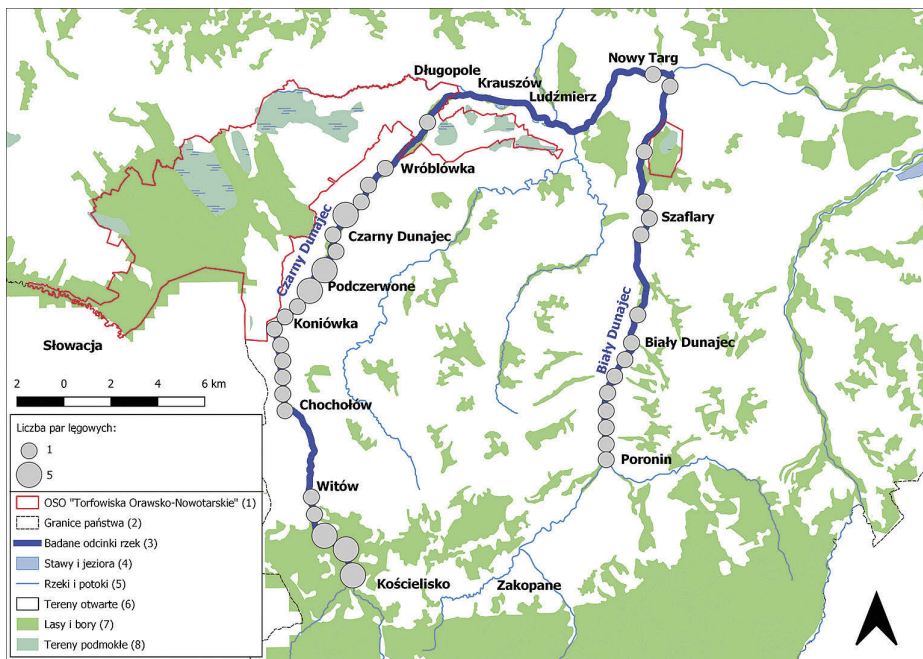 Nowy Targ
Długopole
Krauszów
Ludźmierz
Wróblówka
Czarny Dunajec
Czarny Dunajec
Szaflary
Podczerwone
Koniówka
Słowacja
Biały Dunajec
Biały Dunajec
2 0 2 4 6 km
Chochołów
Liczba par lęgowych:
1
5
Poronin
Witów
OSO "Torfowiska Orawsko-Nowotarskie" (1)
Granice państwa (2)
Badane odcinki rzek (3)
Stawy i jeziora (4)
Rzeki i potoki (5)
Tereny otwarte (6)
Lasy i bory (7)
Tereny podmokłe (8)
Kościelisko
Zakopane